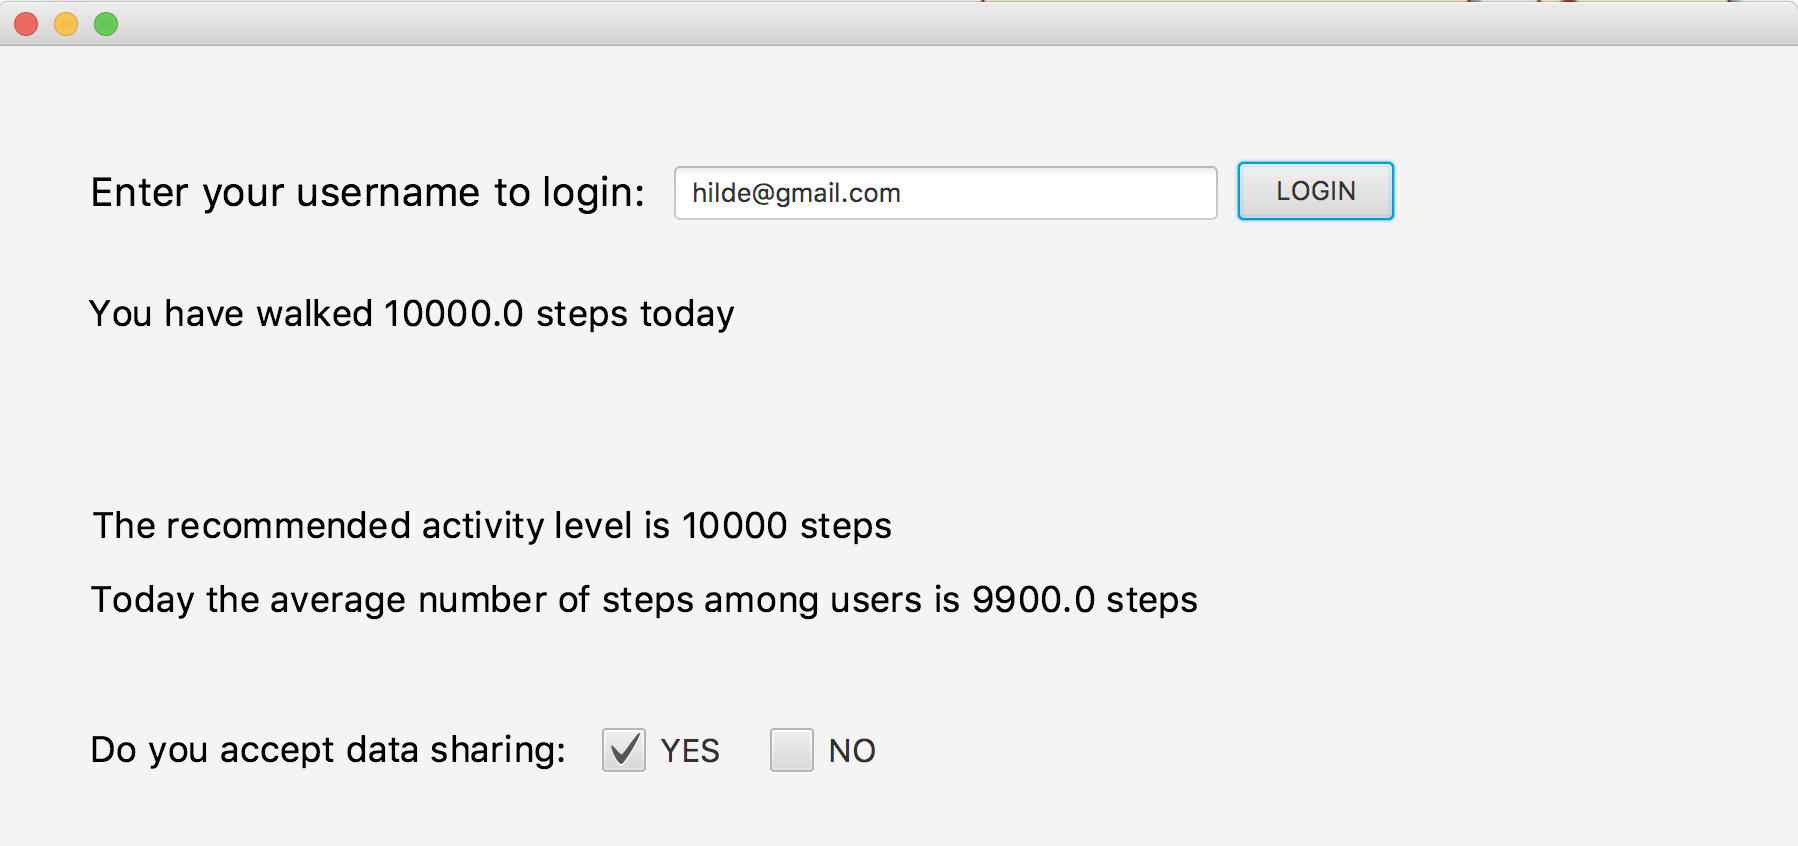 Enter your username to login: hilde@gmail.com LOGIN
You have walked 10000.0 steps today
The recommended activity level is 10000 steps
Today the average number of steps among users is 9900.0 steps
Do you accept data sharing: YES NO